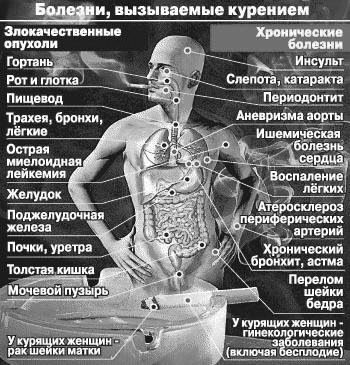 Болезни, вызываемые курением
Злокачественные
опухоли
Гортань
Рот и глотка
Пищевод
Трахея, бронхи,
лёгкие
Острая
миелоидная
лейкемия
Желудок
Поджелудочная
железа
Почки, уретра
Толстая кишка
Мочевой пузырь
У курящих женщин -
рак шейки матки
Хронические
болезни
Инсульт
Слепота, катаракта
Периодонтит
Аневризма аорты
Ишемическая
болезнь
сердца
Воспаление
лёгких
Атеросклероз
периферических
артерий
Хронический
бронхит, астма
Перелом
шейки
бедра
У курящих женщин -
гинекологические
заболевания
(включая бесплодие)